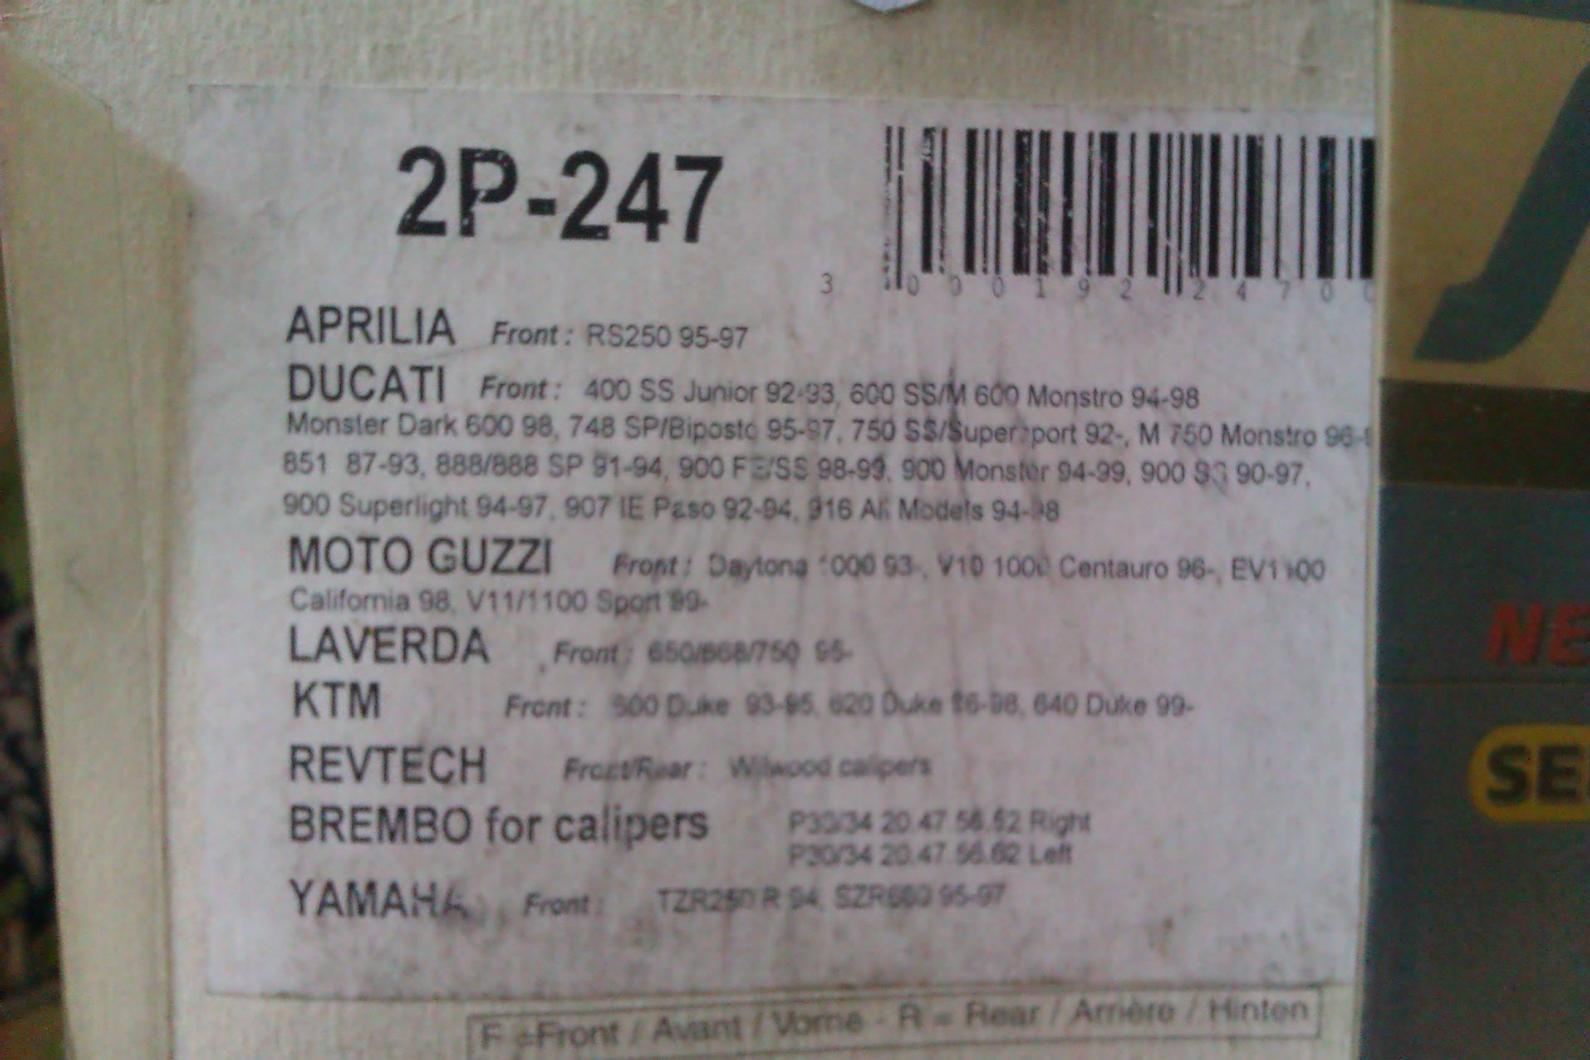 2P-247
3 000192 2470
APRILIA Front : RS250 95-97
DUCATI Front : 400 SS Junior 92-93, 600 SS/M 600 Monstro 94-98
Monster Dark 600 98, 748 SP/Biposto 95-97, 750 SS/Supersport 92-, M 750 Monstro 96-
851 87-93, 888/888 SP 91-94, 900 FE/SS 98-99, 900 Monster 94-99, 900 SS 90-97,
900 Superlight 94-97, 907 IE Paso 92-94, 916 All Models 94-98
MOTO GUZZI Front : Daytona 1000 93-, V10 1000 Centauro 96-, EV1100
California 98, V11/1100 Sport 99-
LAVERDA Front : 650/668/750 95-
KTM Front : 600 Duke 93-95, 620 Duke 96-98, 640 Duke 99-
REVTECH Front/Rear : Wilwood calipers
BREMBO for calipers P30/34 20.47 56.52 Right
P30/34 20.47 56.62 Left
YAMAHA Front : TZR250 R 94, SZR660 95-97
F =Front / Avant / Vorne - R = Rear / Arrière / Hinten
NE
SE